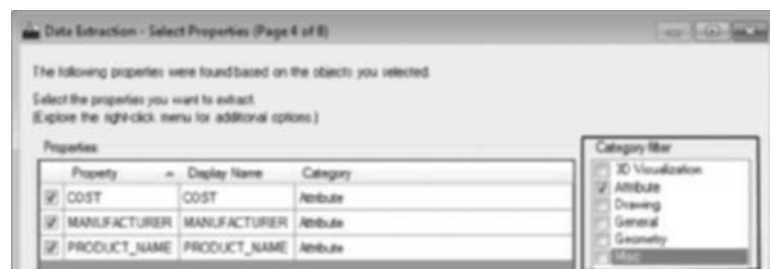 Data Extraction - Select Properties (Page 4 of 8)
The following properties were found based on the objects you selected.
Select the properties you want to extract.
(Explore the right-click menu for additional options.)
Properties
Category filter
Property Display Name Category
COST COST Attribute
MANUFACTURER MANUFACTURER Attribute
PRODUCT_NAME PRODUCT_NAME Attribute
3D Visualization
Attribute
Drawing
General
Geometry
Misc